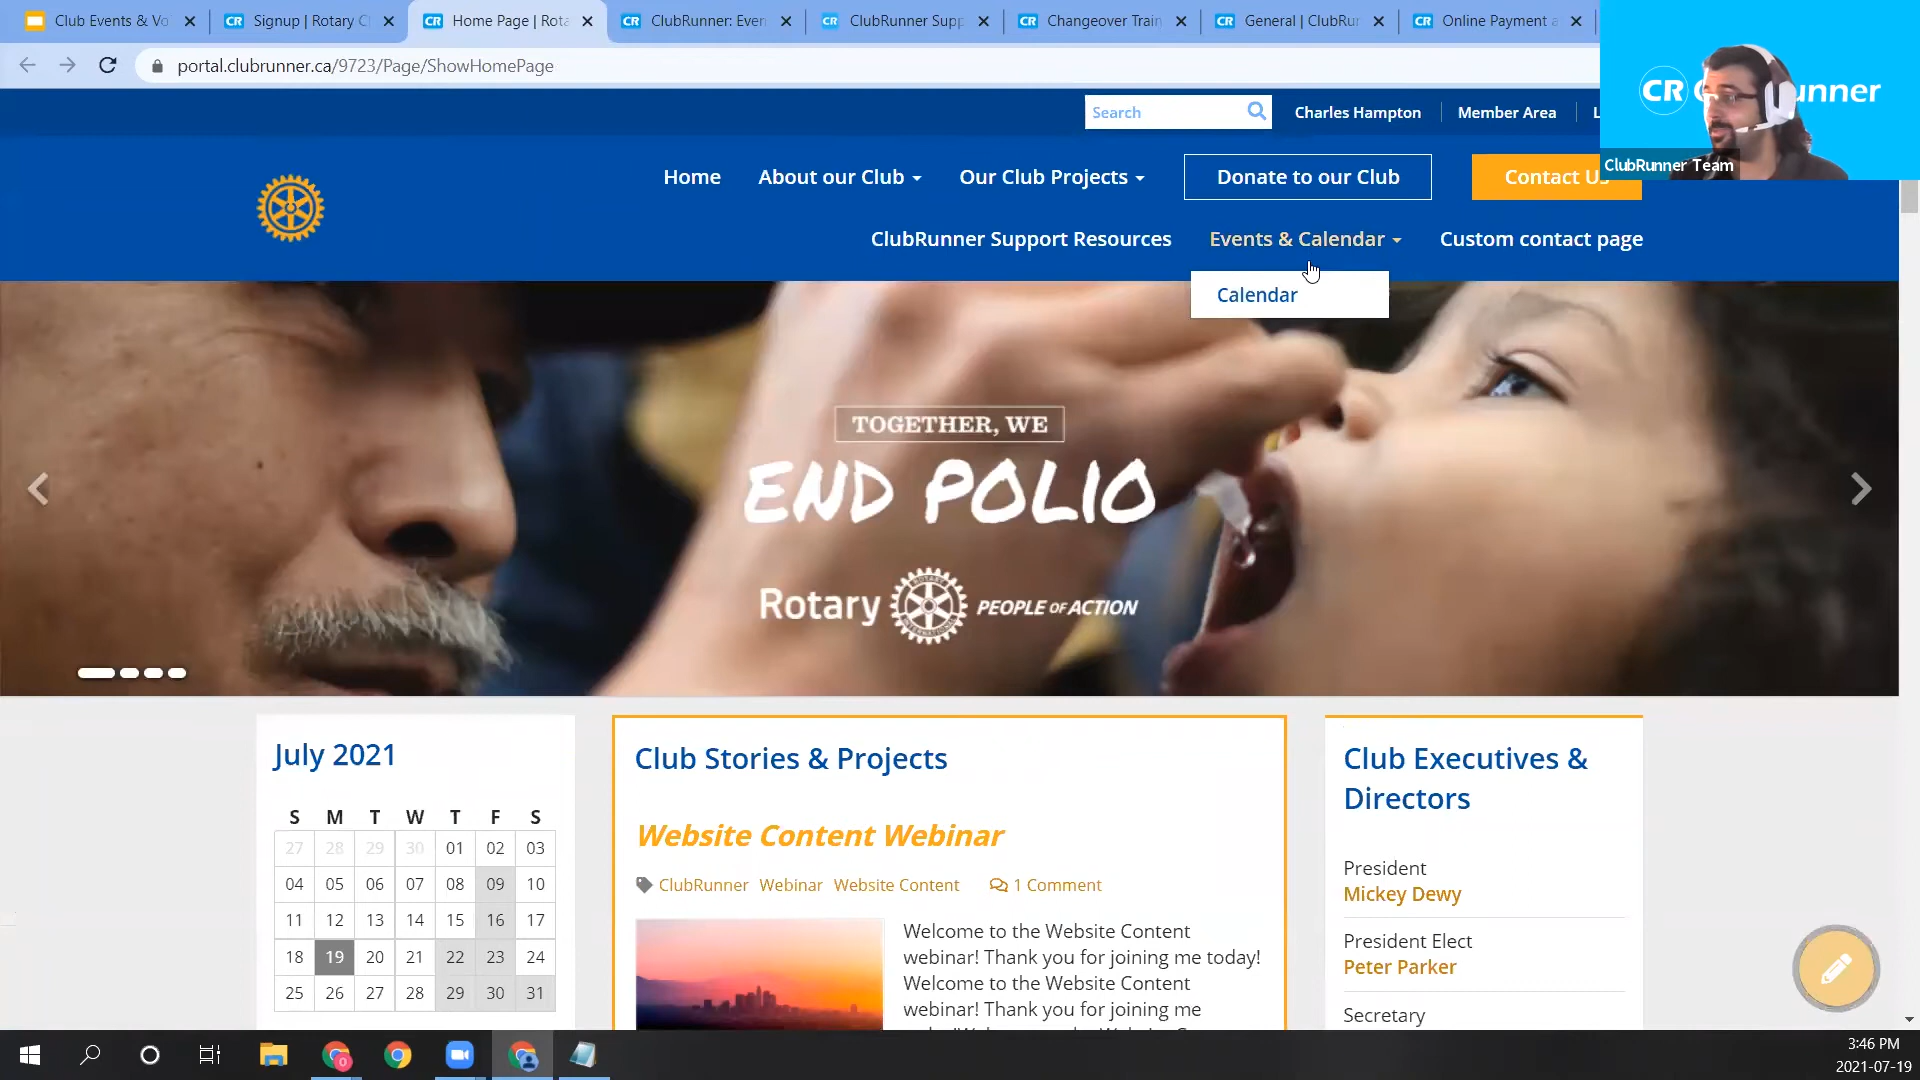 Club Events & Vo
Signup | Rotary C
Home Page | Rota
ClubRunner: Even
ClubRunner Supp
Changeover Train
General | ClubRun
Online Payment a
portal.clubrunner.ca/9723/Page/ShowHomePage
CR unner
ClubRunner Team
Search
Charles Hampton
Member Area
L
Home
About our Club
Our Club Projects
Donate to our Club
Contact Us
ClubRunner Support Resources
Events & Calendar
Custom contact page
Calendar
TOGETHER, WE
END POLIO
Rotary PEOPLE OF ACTION
July 2021
S M T W T F S
27 28 29 30 01 02 03
04 05 06 07 08 09 10
11 12 13 14 15 16 17
18 19 20 21 22 23 24
25 26 27 28 29 30 31
Club Stories & Projects
Website Content Webinar
ClubRunner Webinar Website Content 1 Comment
Welcome to the Website Content
webinar! Thank you for joining me today!
Welcome to the Website Content
webinar! Thank you for joining me
Club Executives &
Directors
President
Mickey Dewy
President Elect
Peter Parker
Secretary
3:46 PM
2021-07-19